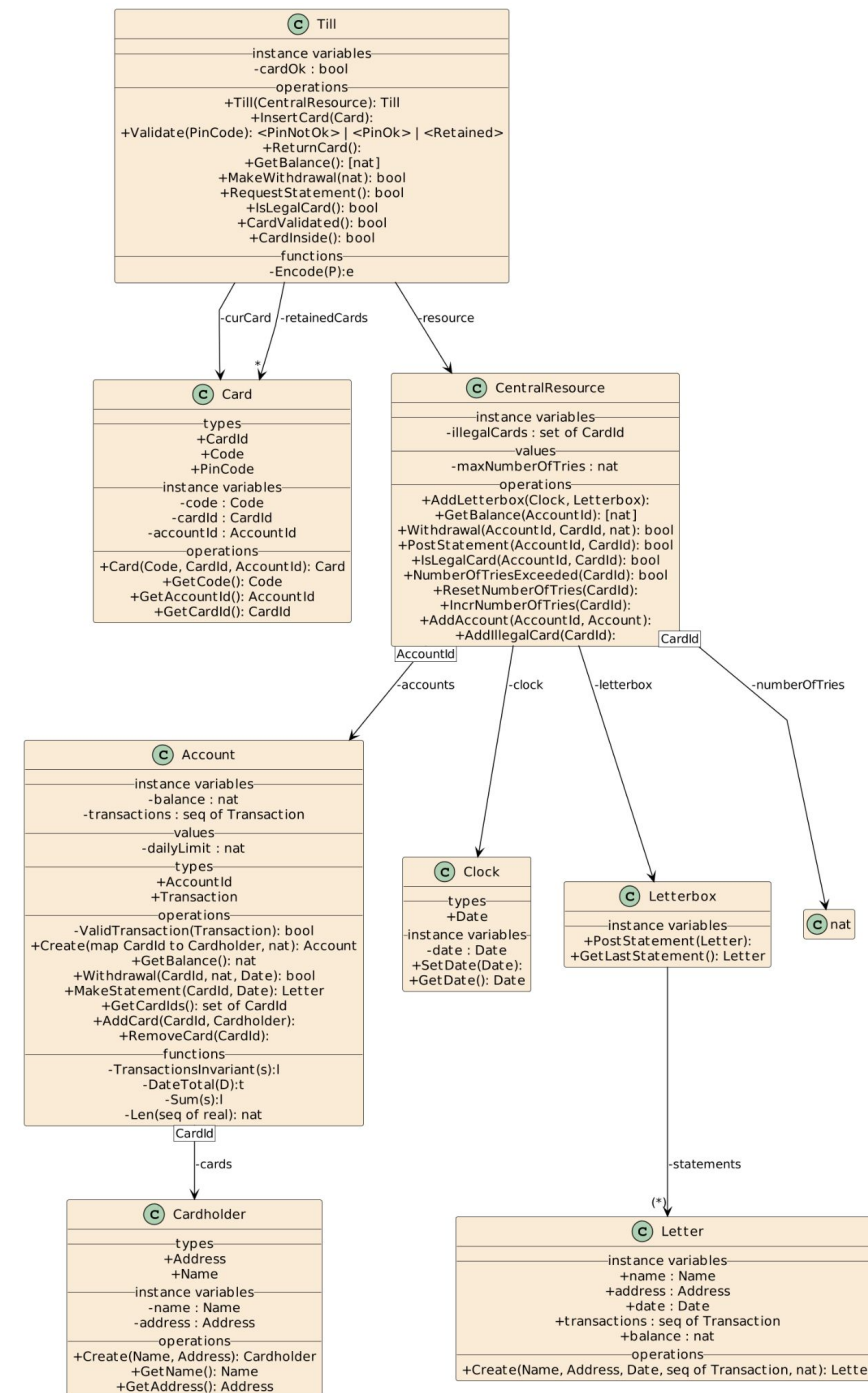 C Till
instance variables
-cardOk : bool
operations
+Till(CentralResource): Till
+InsertCard(Card):
+Validate(PinCode): <PinNotOk> | <PinOk> | <Retained>
+ReturnCard():
+GetBalance(): [nat]
+MakeWithdrawal(nat): bool
+RequestStatement(): bool
+IsLegalCard(): bool
+CardValidated(): bool
+CardInside(): bool
functions
-Encode(P):e
-curCard
-retainedCards
*
-resource
C Card
types
+CardId
+Code
+PinCode
instance variables
-code : Code
-cardId : CardId
-accountId : AccountId
operations
+Card(Code, CardId, AccountId): Card
+GetCode(): Code
+GetAccountId(): AccountId
+GetCardId(): CardId
C CentralResource
instance variables
-illegalCards : set of CardId
values
-maxNumberOfTries : nat
operations
+AddLetterbox(Clock, Letterbox):
+GetBalance(AccountId): [nat]
+Withdrawal(AccountId, CardId, nat): bool
+PostStatement(AccountId, CardId): bool
+IsLegalCard(AccountId, CardId): bool
+NumberOfTriesExceeded(CardId): bool
+ResetNumberOfTries(CardId):
+IncrNumberOfTries(CardId):
+AddAccount(AccountId, Account):
+AddIllegalCard(CardId):
AccountId
CardId
-accounts
-clock
-letterbox
-numberOfTries
C Account
instance variables
-balance : nat
-transactions : seq of Transaction
values
-dailyLimit : nat
types
+AccountId
+Transaction
operations
-ValidTransaction(Transaction): bool
+Create(map CardId to Cardholder, nat): Account
+GetBalance(): nat
+Withdrawal(CardId, nat, Date): bool
+MakeStatement(CardId, Date): Letter
+GetCardIds(): set of CardId
+AddCard(CardId, Cardholder):
+RemoveCard(CardId):
functions
-TransactionsInvariant(s):l
-DateTotal(D):t
-Sum(s):l
-Len(seq of real): nat
CardId
C Clock
types
+Date
instance variables
-date : Date
+SetDate(Date):
+GetDate(): Date
C Letterbox
instance variables
+PostStatement(Letter):
+GetLastStatement(): Letter
C nat
-cards
-statements
(*)
C Cardholder
types
+Address
+Name
instance variables
-name : Name
-address : Address
operations
+Create(Name, Address): Cardholder
+GetName(): Name
+GetAddress(): Address
C Letter
instance variables
+name : Name
+address : Address
+date : Date
+transactions : seq of Transaction
+balance : nat
operations
+Create(Name, Address, Date, seq of Transaction, nat): Lette